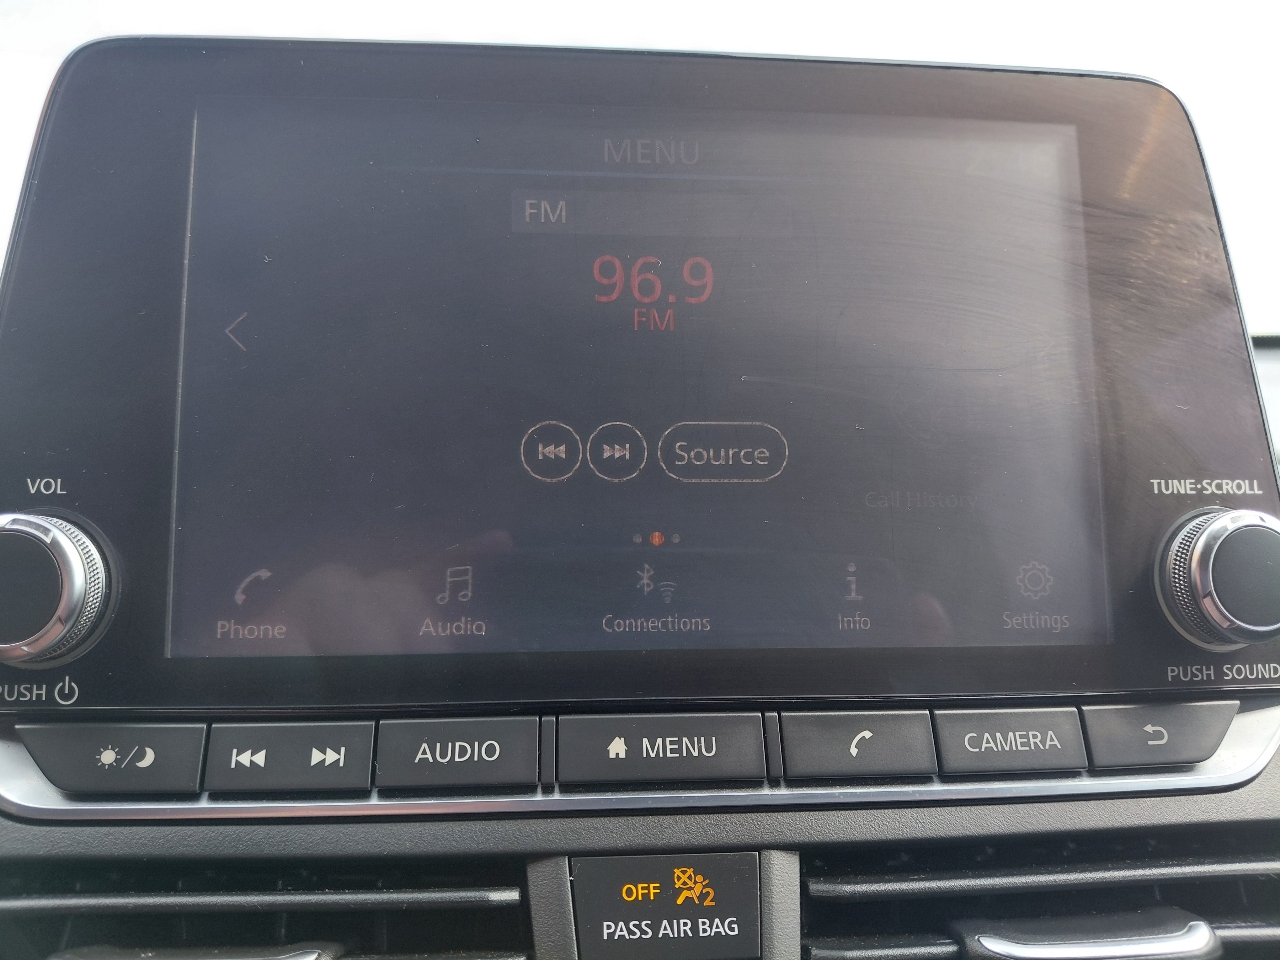 MENU
FM
96.9
FM
Source
Call History
Phone
Audio
Connections
Info
Settings
VOL
PUSH
TUNE·SCROLL
PUSH SOUND
AUDIO
MENU
CAMERA
OFF
2
PASS AIR BAG